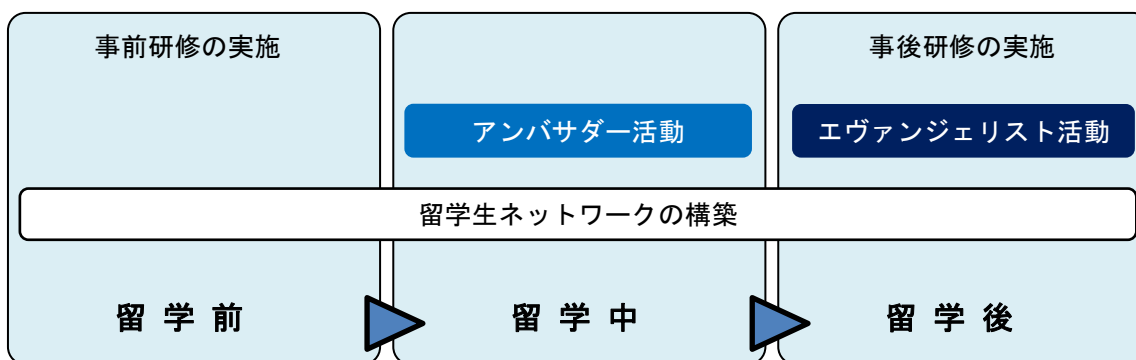 事前研修の実施
事後研修の実施
アンバサダー活動
エヴァンジェリスト活動
留学生ネットワークの構築
留学前
留学中
留学後